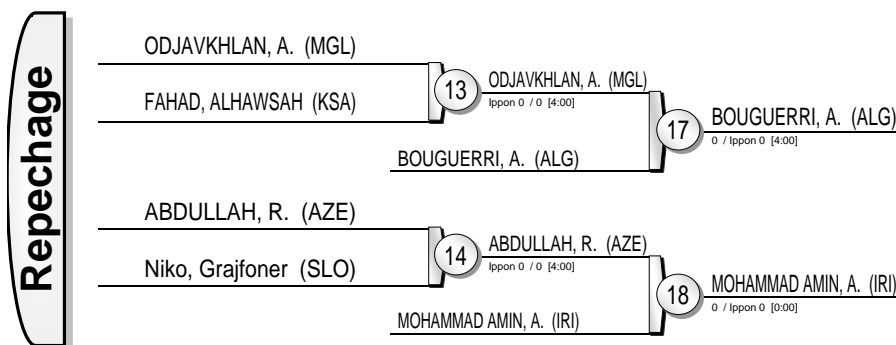 Repechage
ODJAVKHLAN, A. (MGL)
FAHAD, ALHAWSAH (KSA)
13
ODJAVKHLAN, A. (MGL)
Ippon 0 / 0 [4:00]
BOUGUERRI, A. (ALG)
17
BOUGUERRI, A. (ALG)
0 / Ippon 0 [4:00]
ABDULLAH, R. (AZE)
Niko, Grajfoner (SLO)
14
ABDULLAH, R. (AZE)
Ippon 0 / 0 [4:00]
MOHAMMAD AMIN, A. (IRI)
18
MOHAMMAD AMIN, A. (IRI)
0 / Ippon 0 [0:00]